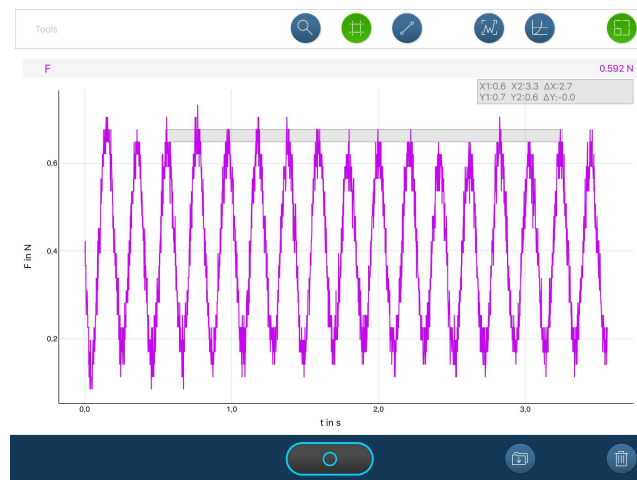 Tools
F
0.592 N
X1:0.6 X2:3.3 ΔX:2.7
Y1:0.7 Y2:0.6 ΔY:-0.0
0,6
0,4
0,2
F in N
0,0
1,0
2,0
3,0
t in s